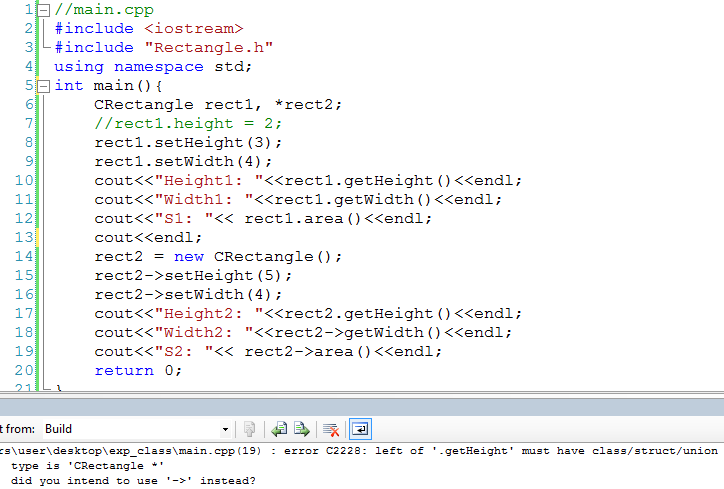 1 //main.cpp
2 #include <iostream>
3 #include "Rectangle.h"
4 using namespace std;
5 int main(){
6 CRectangle rect1, *rect2;
7 //rect1.height = 2;
8 rect1.setHeight(3);
9 rect1.setWidth(4);
10 cout<<"Height1: "<<rect1.getHeight()<<endl;
11 cout<<"Width1: "<<rect1.getWidth()<<endl;
12 cout<<"S1: "<< rect1.area()<<endl;
13 cout<<endl;
14 rect2 = new CRectangle();
15 rect2->setHeight(5);
16 rect2->setWidth(4);
17 cout<<"Height2: "<<rect2.getHeight()<<endl;
18 cout<<"Width2: "<<rect2->getWidth()<<endl;
19 cout<<"S2: "<< rect2->area()<<endl;
20 return 0;
21 }
t from: Build
rs\user\desktop\exp_class\main.cpp(19) : error C2228: left of '.getHeight' must have class/struct/union
type is 'CRectangle *'
did you intend to use '->' instead?